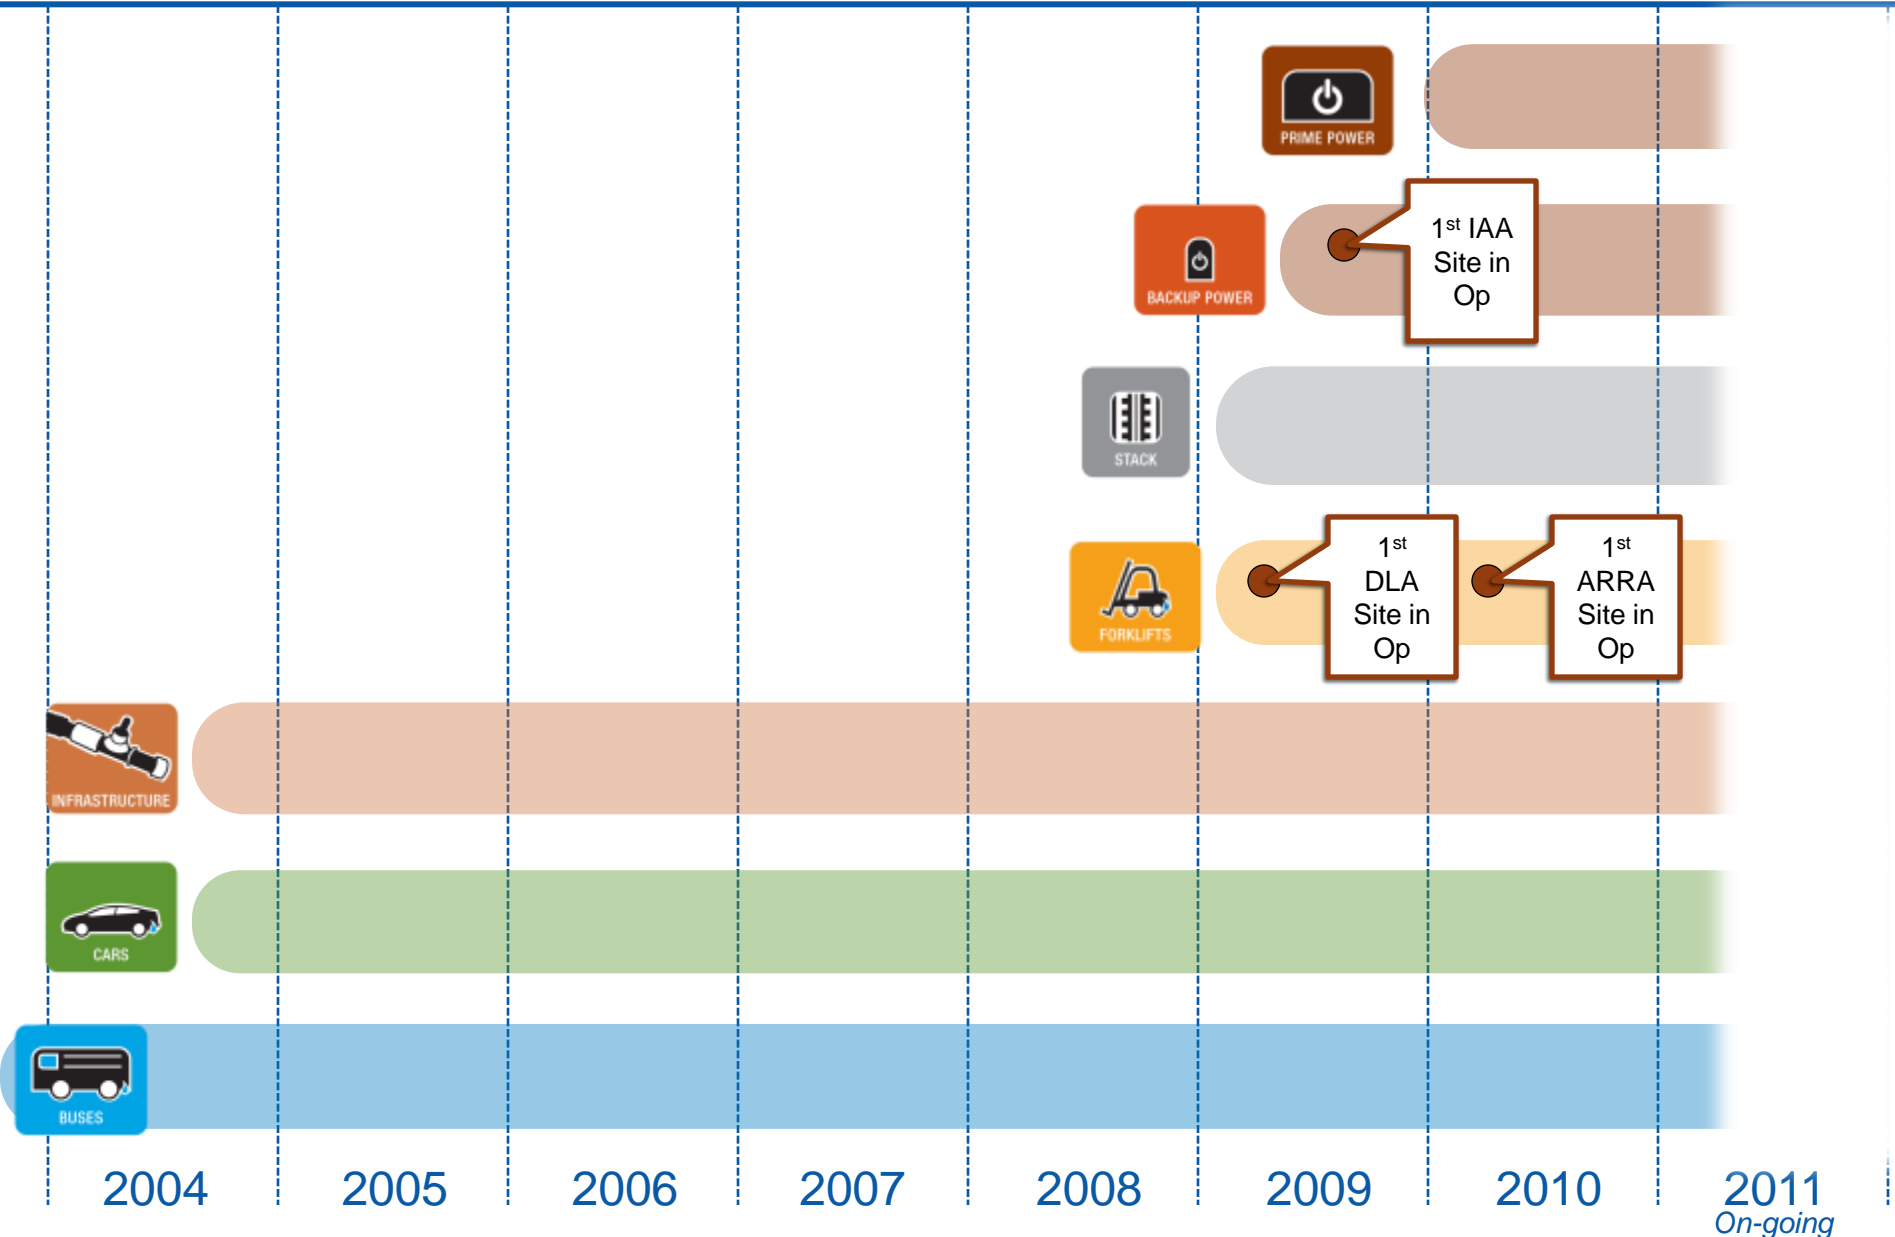 PRIME POWER
1st IAA
Site in
Op
BACKUP POWER
STACK
1st
DLA
Site in
Op
1st
ARRA
Site in
Op
FORKLIFTS
INFRASTRUCTURE
CARS
BUSES
2004 2005 2006 2007 2008 2009 2010 2011
On-going